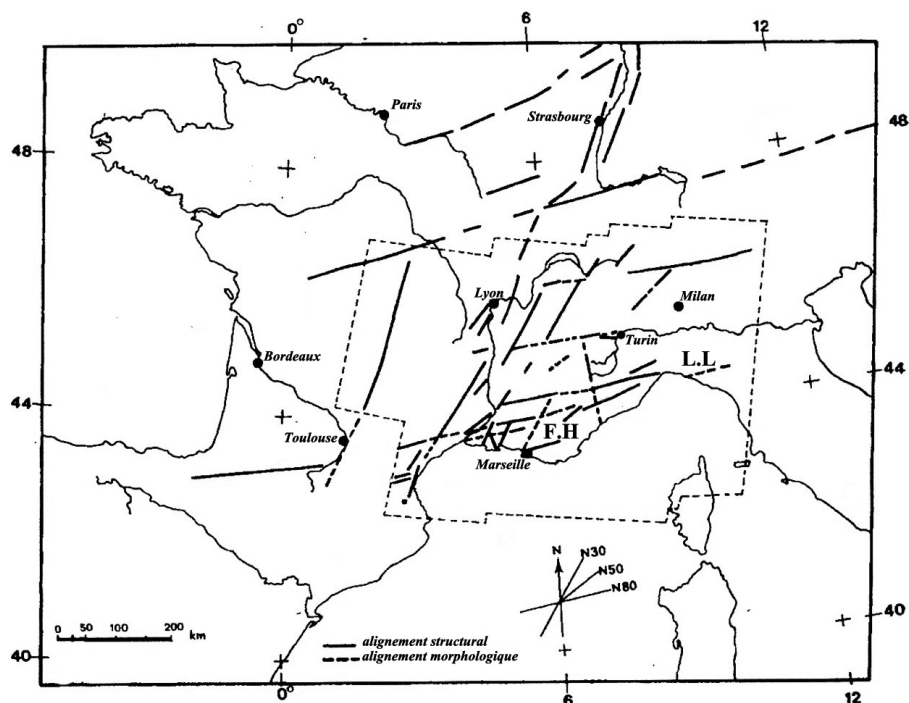 0°
6
12
Paris
Strasbourg
48
48
Lyon
Milan
Turin
Bordeaux
L.L
44
44
Toulouse
F.H
Marseille
N
N30
N50
N80
0 50 100 200
km
alignement structural
alignement morphologique
40
40
0°
6
12